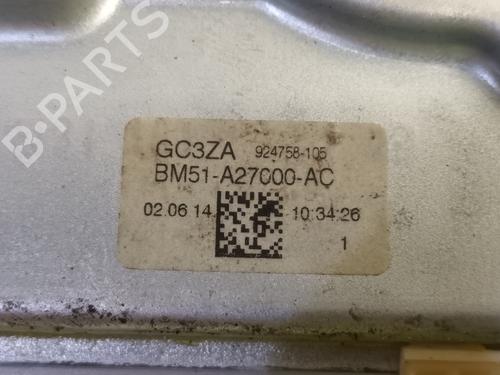 B-PARTS
GC3ZA 924758-105
BM51-A27000-AC
02.06 14 10:34:26
1